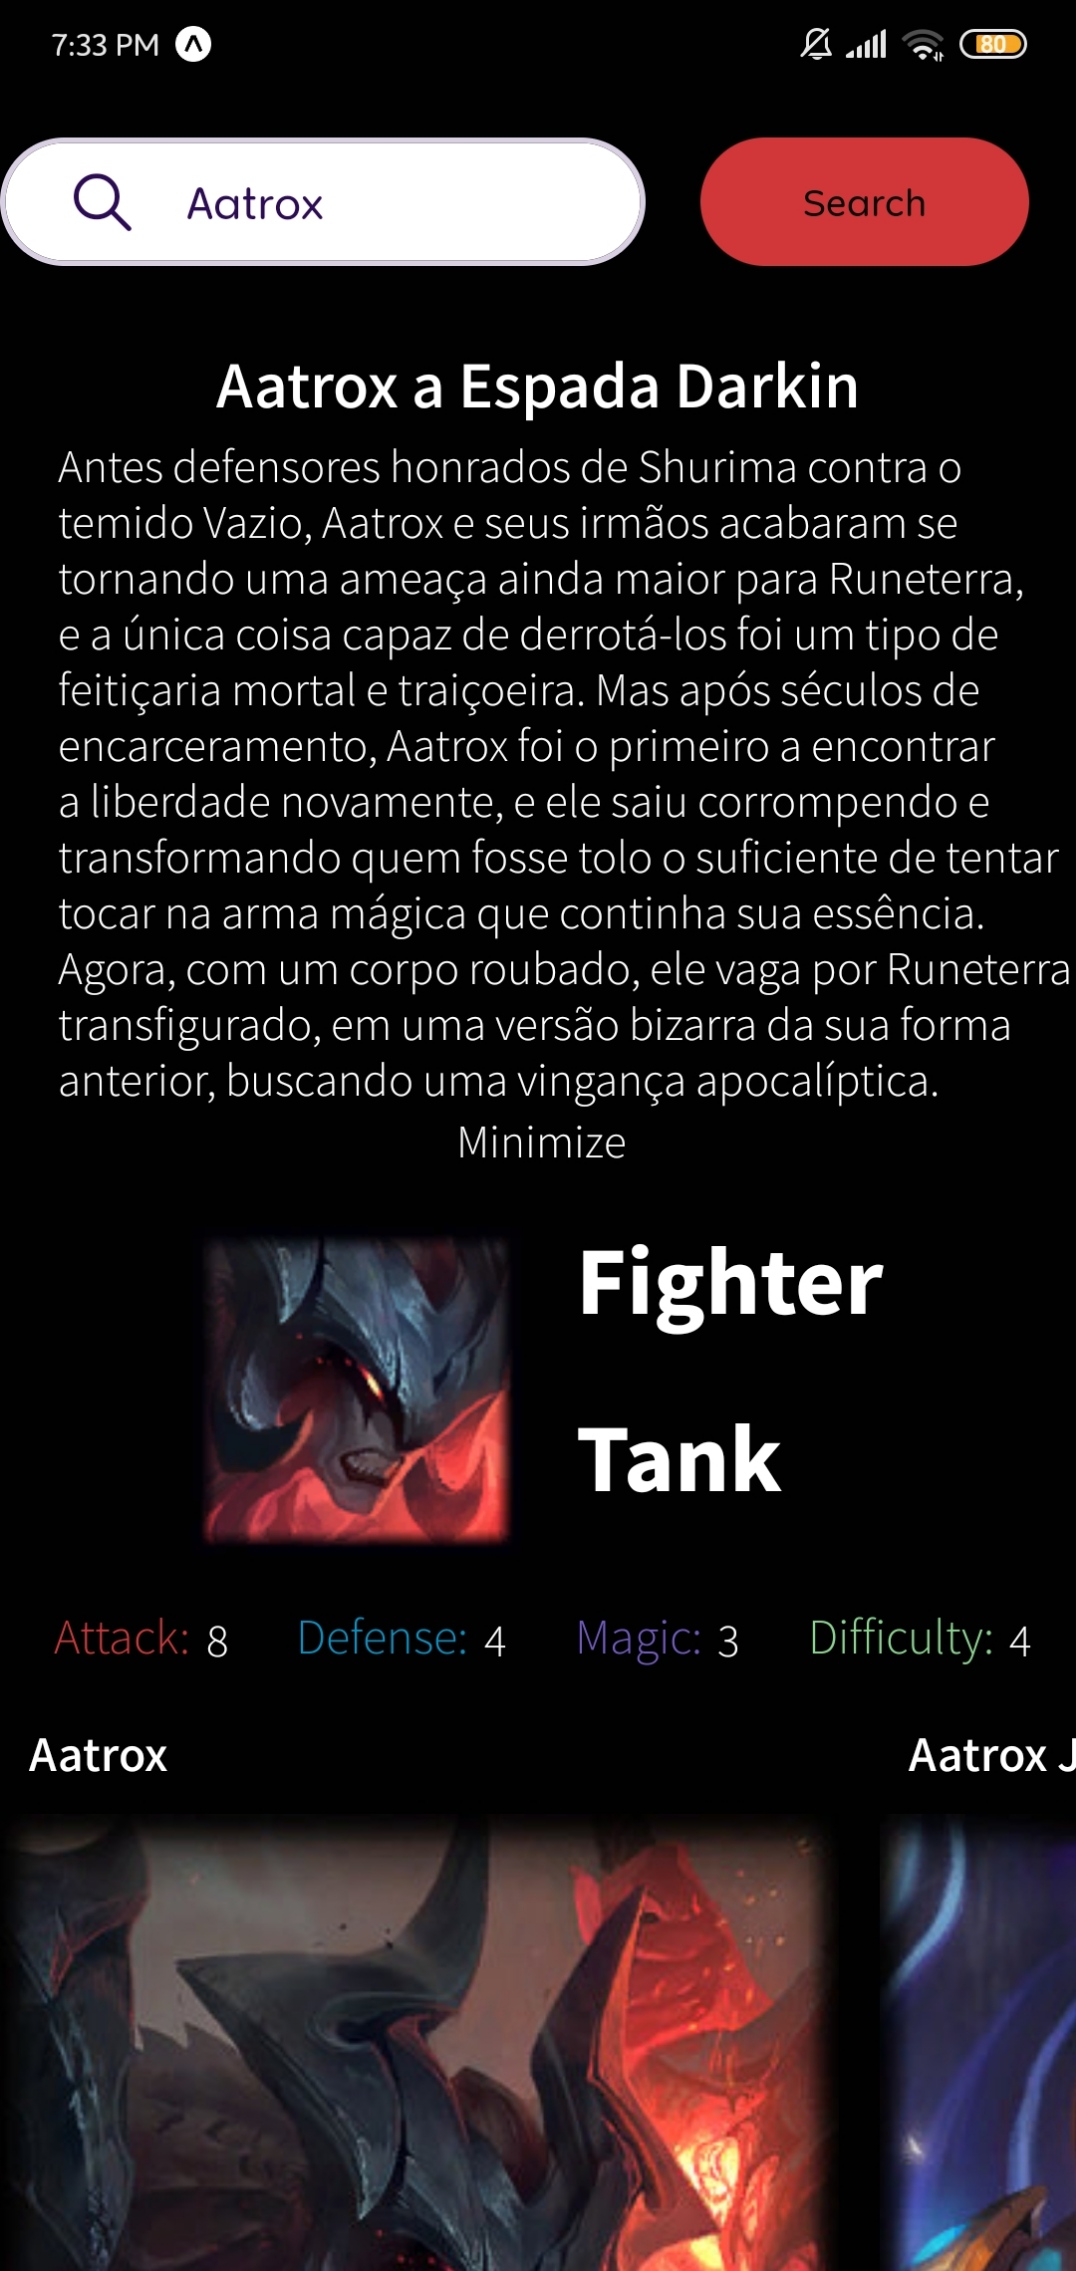 7:33 PM
80
Aatrox
Search
Aatrox a Espada Darkin
Antes defensores honrados de Shurima contra o
temido Vazio, Aatrox e seus irmãos acabaram se
tornando uma ameaça ainda maior para Runeterra,
e a única coisa capaz de derrotá-los foi um tipo de
feitiçaria mortal e traiçoeira. Mas após séculos de
encarceramento, Aatrox foi o primeiro a encontrar
a liberdade novamente, e ele saiu corrompendo e
transformando quem fosse tolo o suficiente de tentar
tocar na arma mágica que continha sua essência.
Agora, com um corpo roubado, ele vaga por Runeterra
transfigurado, em uma versão bizarra da sua forma
anterior, buscando uma vingança apocalíptica.
Minimize
Fighter
Tank
Attack: 8 Defense: 4 Magic: 3 Difficulty: 4
Aatrox
Aatrox J